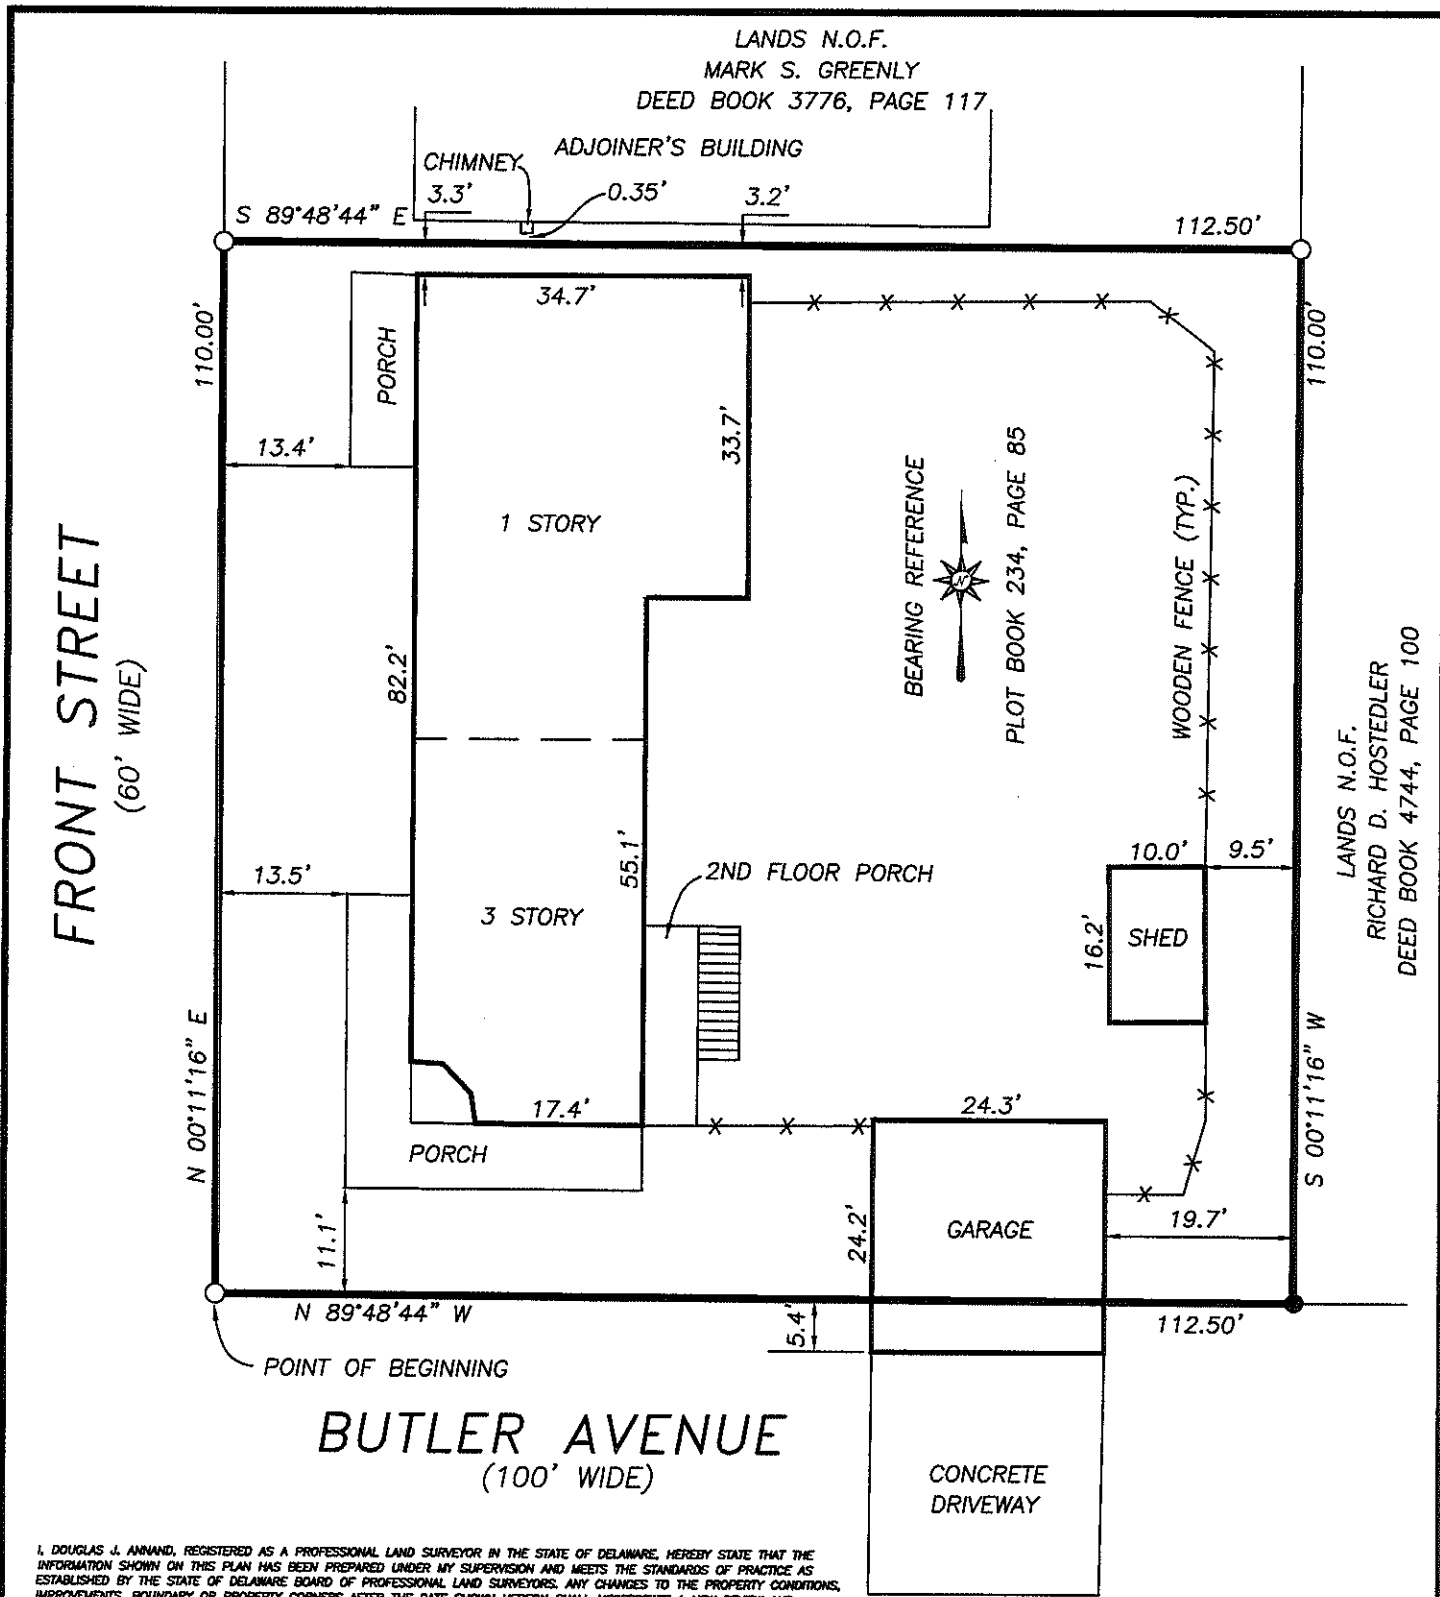 LANDS N.O.F.
MARK S. GREENLY
DEED BOOK 3776, PAGE 117
ADJOINER'S BUILDING
CHIMNEY
3.3'
0.35'
3.2'
S 89°48'44" E
112.50'
110.00'
34.7'
PORCH
110.00'
13.4'
33.7'
1 STORY
BEARING REFERENCE
N
PLOT BOOK 234, PAGE 85
WOODEN FENCE (TYP.)
FRONT STREET
(60' WIDE)
82.2'
LANDS N.O.F.
RICHARD D. HOSTEDLER
DEED BOOK 4744, PAGE 100
13.5'
55.1'
2ND FLOOR PORCH
10.0'
9.5'
3 STORY
16.2'
SHED
N 00°11'16" E
S 00°11'16" W
17.4'
24.3'
PORCH
11.1'
24.2'
GARAGE
19.7'
N 89°48'44" W
5.4'
112.50'
POINT OF BEGINNING
BUTLER AVENUE
(100' WIDE)
CONCRETE
DRIVEWAY
I, DOUGLAS J. ANNAND, REGISTERED AS A PROFESSIONAL LAND SURVEYOR IN THE STATE OF DELAWARE, HEREBY STATE THAT THE
INFORMATION SHOWN ON THIS PLAN HAS BEEN PREPARED UNDER MY SUPERVISION AND MEETS THE STANDARDS OF PRACTICE AS
ESTABLISHED BY THE STATE OF DELAWARE BOARD OF PROFESSIONAL LAND SURVEYORS. ANY CHANGES TO THE PROPERTY CONDITIONS,